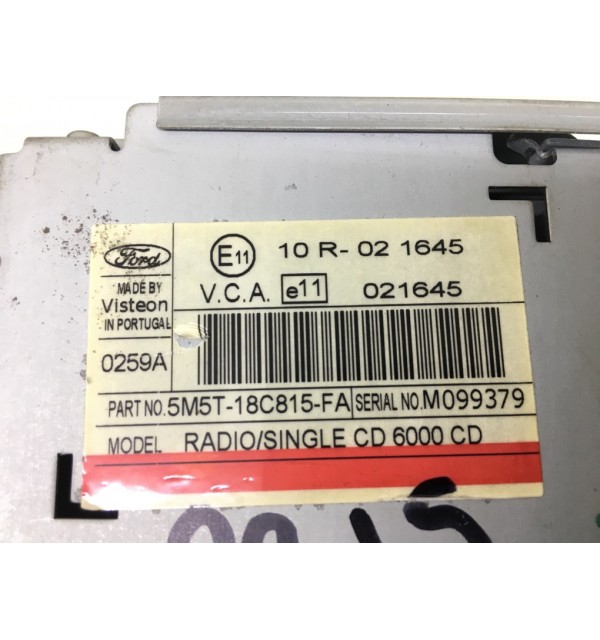 Ford
E11 10 R- 02 1645
MADE BY
Visteon
IN PORTUGAL
V.C.A. e11 021645
0259A
PART NO. 5M5T-18C815-FA SERIAL NO. M099379
MODEL RADIO/SINGLE CD 6000 CD